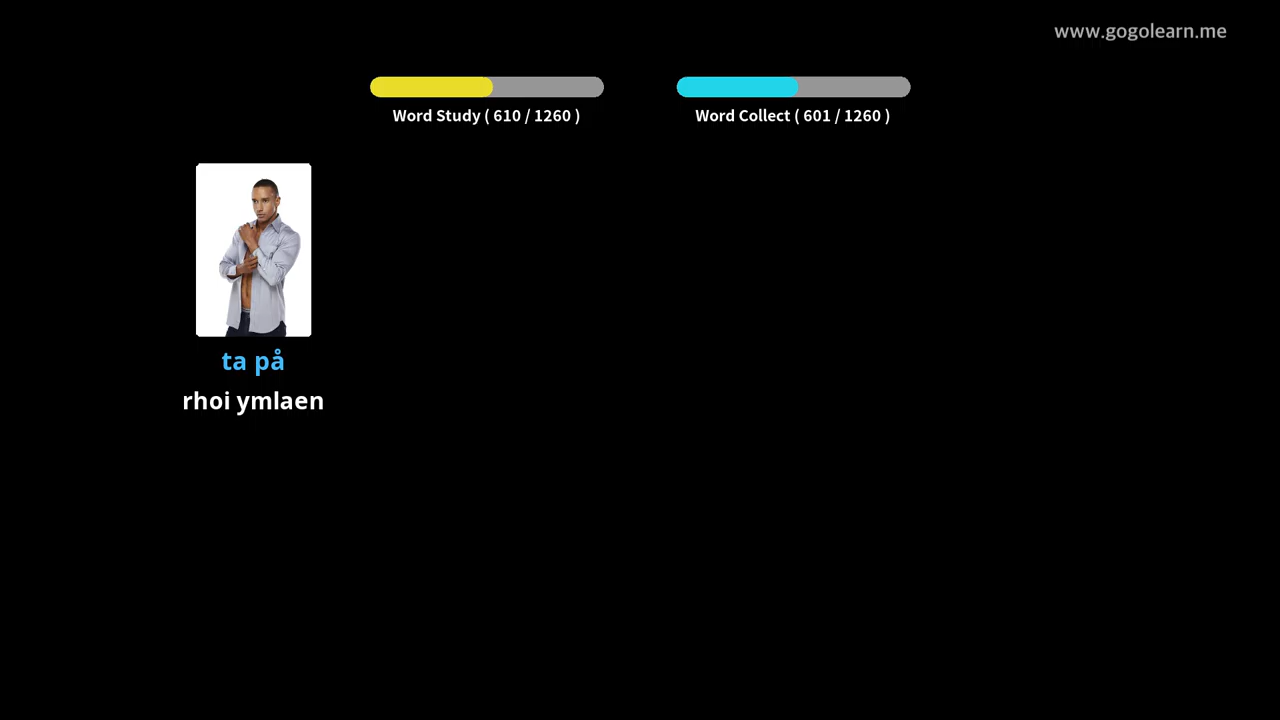 www.gogolearn.me
Word Study ( 610 / 1260 )
Word Collect ( 601 / 1260 )
ta på
rhoi ymlaen